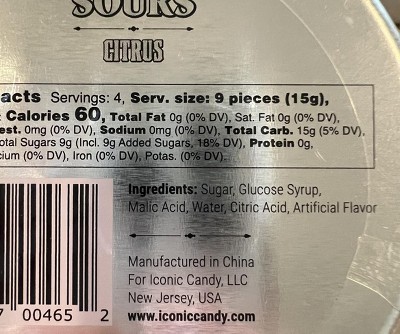 SOURS
CITRUS
acts Servings: 4, Serv. size: 9 pieces (15g),
: Calories 60, Total Fat 0g (0% DV), Sat. Fat 0g (0% DV),
est. 0mg (0% DV), Sodium 0mg (0% DV), Total Carb. 15g (5% DV),
otal Sugars 9g (Incl. 9g Added Sugars, 18% DV), Protein 0g,
cium (0% DV), Iron (0% DV), Potas. (0% DV).
Ingredients: Sugar, Glucose Syrup,
Malic Acid, Water, Citric Acid, Artificial Flavor
Manufactured in China
For Iconic Candy, LLC
New Jersey, USA
www.iconiccandy.com
7 00465 2